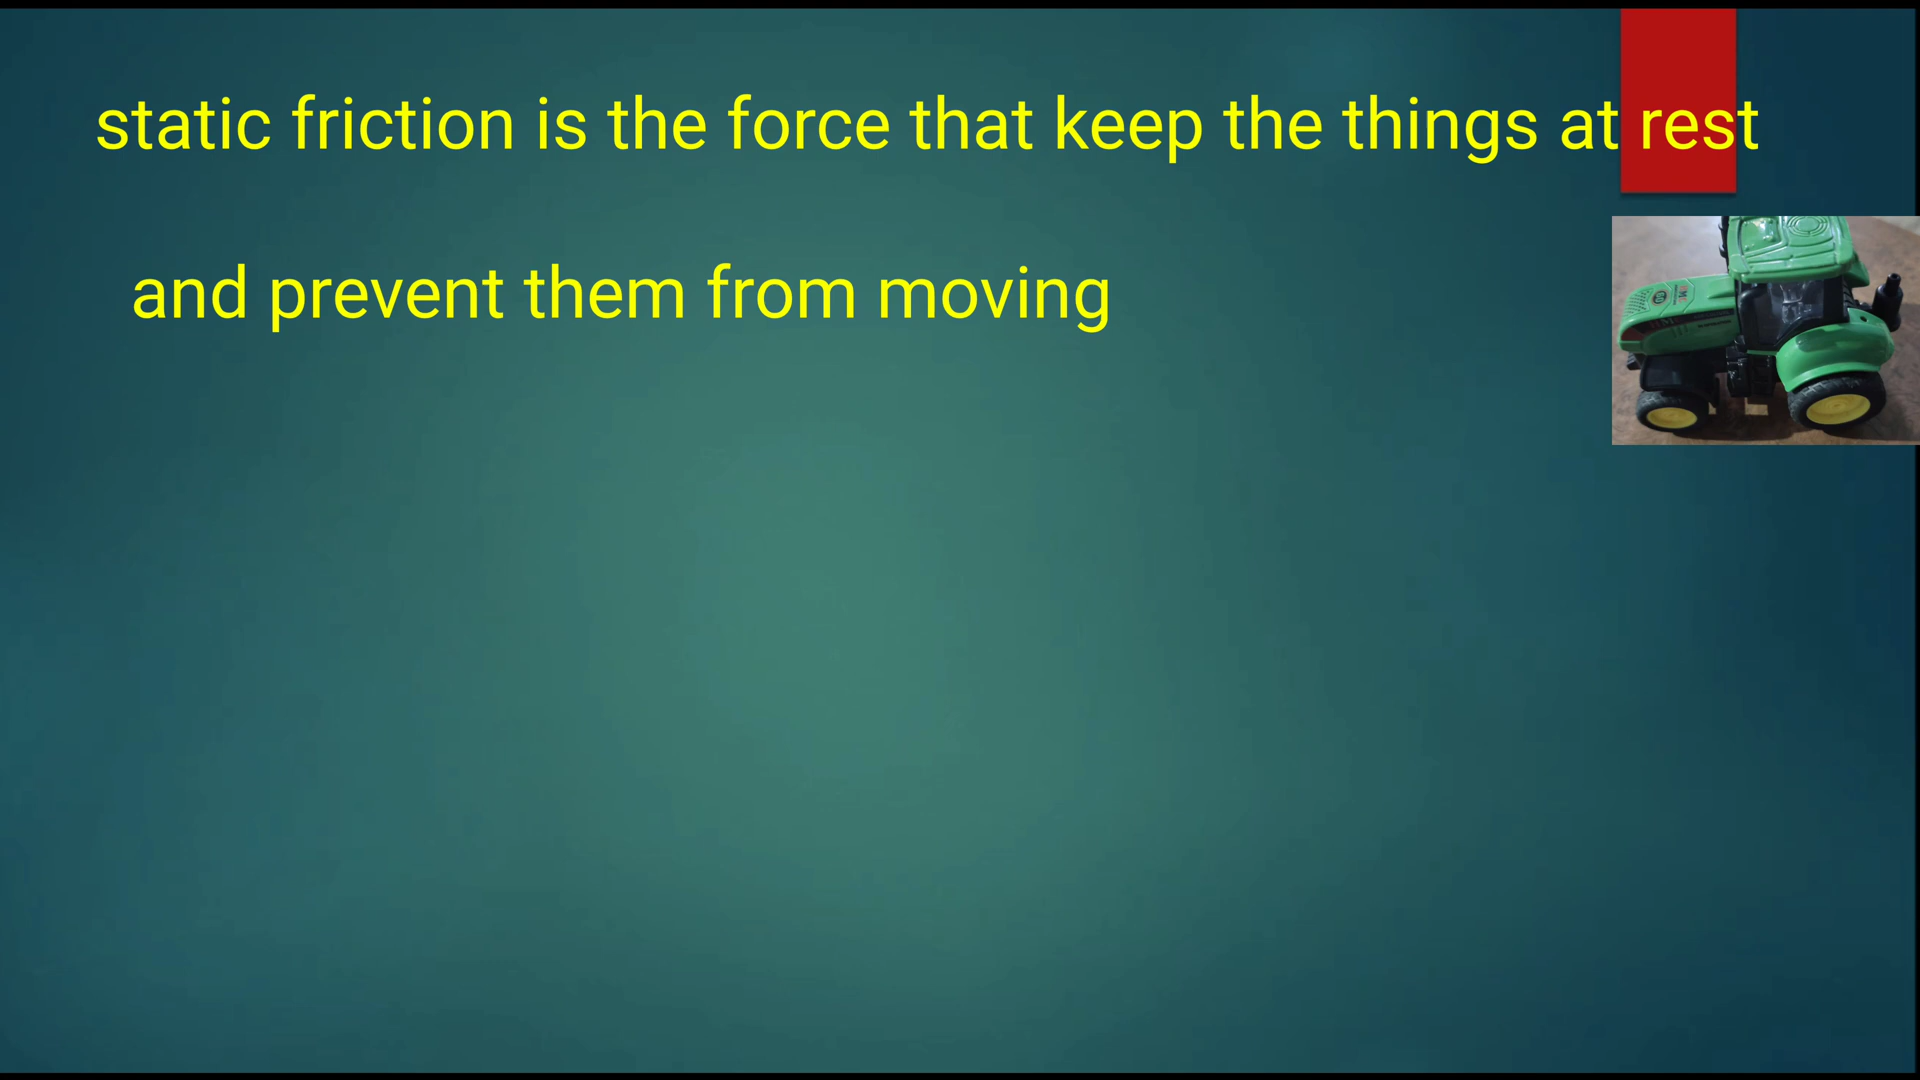 static friction is the force that keep the things at rest
and prevent them from moving